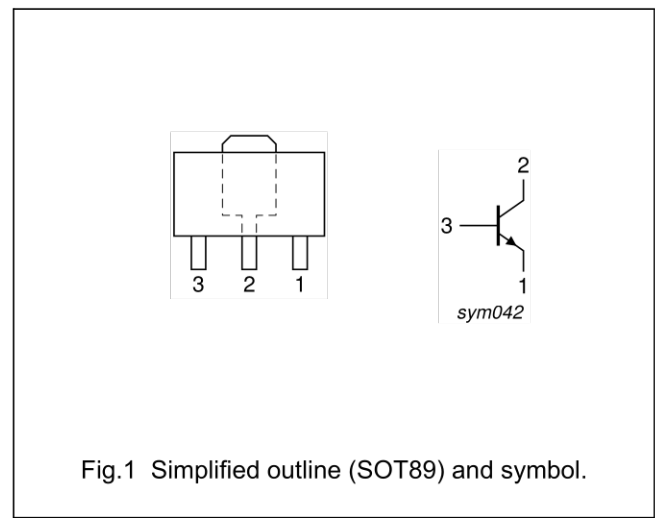 2
3
3 2 1
1
sym042
Fig.1 Simplified outline (SOT89) and symbol.